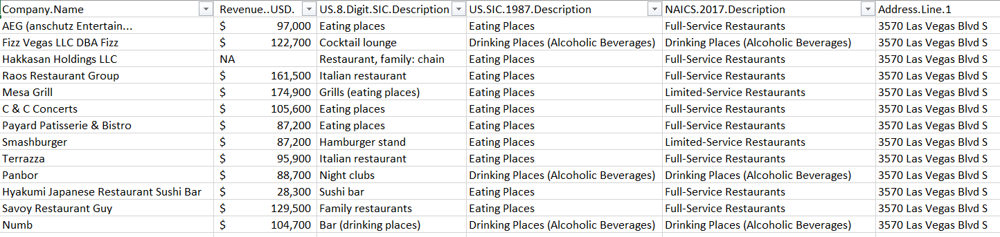 Company.Name Revenue..USD. US.8.Digit.SIC.Description US.SIC.1987.Description NAICS.2017.Description Address.Line.1
AEG (anschutz Entertain... $ 97,000 Eating places Eating Places Full-Service Restaurants 3570 Las Vegas Blvd S
Fizz Vegas LLC DBA Fizz $ 122,700 Cocktail lounge Drinking Places (Alcoholic Beverages) Drinking Places (Alcoholic Beverages) 3570 Las Vegas Blvd S
Hakkasan Holdings LLC NA Restaurant, family: chain Eating Places Full-Service Restaurants 3570 Las Vegas Blvd S
Raos Restaurant Group $ 161,500 Italian restaurant Eating Places Full-Service Restaurants 3570 Las Vegas Blvd S
Mesa Grill $ 174,900 Grills (eating places) Eating Places Limited-Service Restaurants 3570 Las Vegas Blvd S
C & C Concerts $ 105,600 Eating places Eating Places Full-Service Restaurants 3570 Las Vegas Blvd S
Payard Patisserie & Bistro $ 87,200 Eating places Eating Places Full-Service Restaurants 3570 Las Vegas Blvd S
Smashburger $ 87,200 Hamburger stand Eating Places Limited-Service Restaurants 3570 Las Vegas Blvd S
Terrazza $ 95,900 Italian restaurant Eating Places Full-Service Restaurants 3570 Las Vegas Blvd S
Panbor $ 88,700 Night clubs Drinking Places (Alcoholic Beverages) Drinking Places (Alcoholic Beverages) 3570 Las Vegas Blvd S
Hyakumi Japanese Restaurant Sushi Bar $ 28,300 Sushi bar Eating Places Full-Service Restaurants 3570 Las Vegas Blvd S
Savoy Restaurant Guy $ 129,500 Family restaurants Eating Places Full-Service Restaurants 3570 Las Vegas Blvd S
Numb $ 104,700 Bar (drinking places) Drinking Places (Alcoholic Beverages) Drinking Places (Alcoholic Beverages) 3570 Las Vegas Blvd S